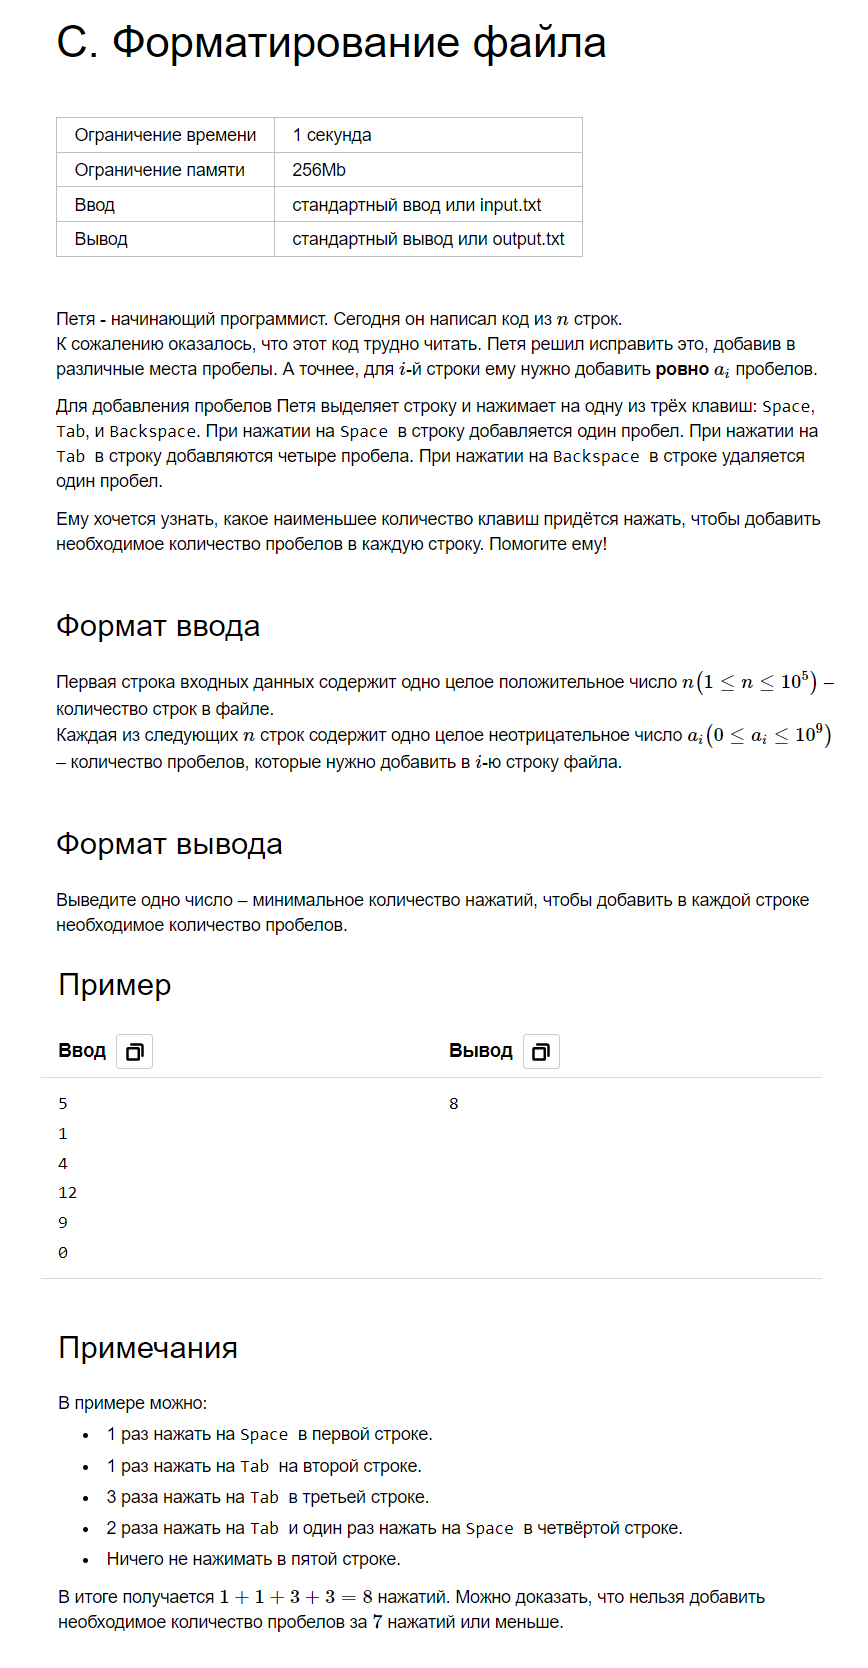 С. Форматирование файла
Ограничение времени 1 секунда
Ограничение памяти 256Mb
Ввод стандартный ввод или input.txt
Вывод стандартный вывод или output.txt
Петя - начинающий программист. Сегодня он написал код из n строк.
К сожалению оказалось, что этот код трудно читать. Петя решил исправить это, добавив в
различные места пробелы. А точнее, для i-й строки ему нужно добавить ровно aᵢ пробелов.
Для добавления пробелов Петя выделяет строку и нажимает на одну из трёх клавиш: Space,
Tab, и Backspace. При нажатии на Space в строку добавляется один пробел. При нажатии на
Tab в строку добавляются четыре пробела. При нажатии на Backspace в строке удаляется
один пробел.
Ему хочется узнать, какое наименьшее количество клавиш придётся нажать, чтобы добавить
необходимое количество пробелов в каждую строку. Помогите ему!
Формат ввода
Первая строка входных данных содержит одно целое положительное число n(1 ≤ n ≤ 10⁵) –
количество строк в файле.
Каждая из следующих n строк содержит одно целое неотрицательное число aᵢ(0 ≤ aᵢ ≤ 10⁹)
– количество пробелов, которые нужно добавить в i-ю строку файла.
Формат вывода
Выведите одно число – минимальное количество нажатий, чтобы добавить в каждой строке
необходимое количество пробелов.
Пример
Ввод Вывод
5 8
1
4
12
9
0
Примечания
В примере можно:
• 1 раз нажать на Space в первой строке.
• 1 раз нажать на Tab на второй строке.
• 3 раза нажать на Tab в третьей строке.
• 2 раза нажать на Tab и один раз нажать на Space в четвёртой строке.
• Ничего не нажимать в пятой строке.
В итоге получается 1 + 1 + 3 + 3 = 8 нажатий. Можно доказать, что нельзя добавить
необходимое количество пробелов за 7 нажатий или меньше.